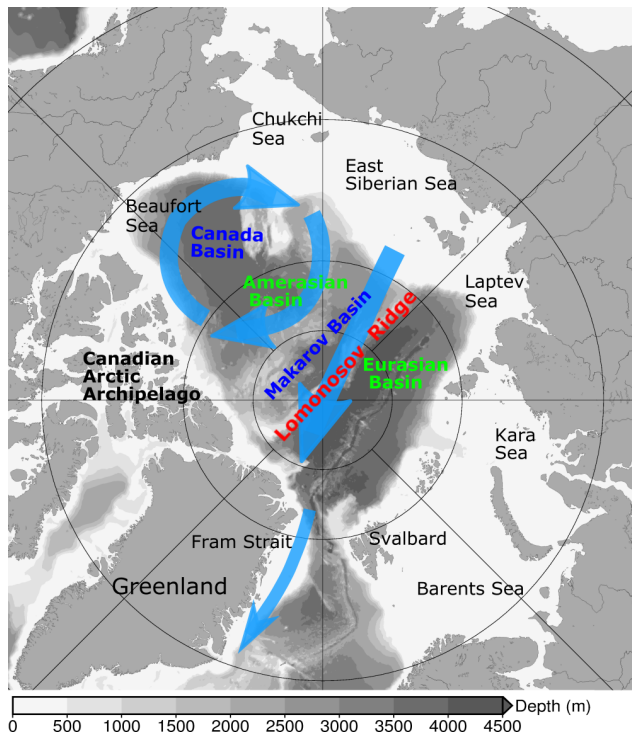 Chukchi
Sea
East
Siberian Sea
Beaufort
Sea
Canada
Basin
Laptev
Sea
Amerasian
Basin
Makarov Basin
Lomonosov Ridge
Eurasian
Basin
Canadian
Arctic
Archipelago
Kara
Sea
Fram Strait
Svalbard
Greenland
Barents Sea
Depth (m)
0 500 1000 1500 2000 2500 3000 3500 4000 4500